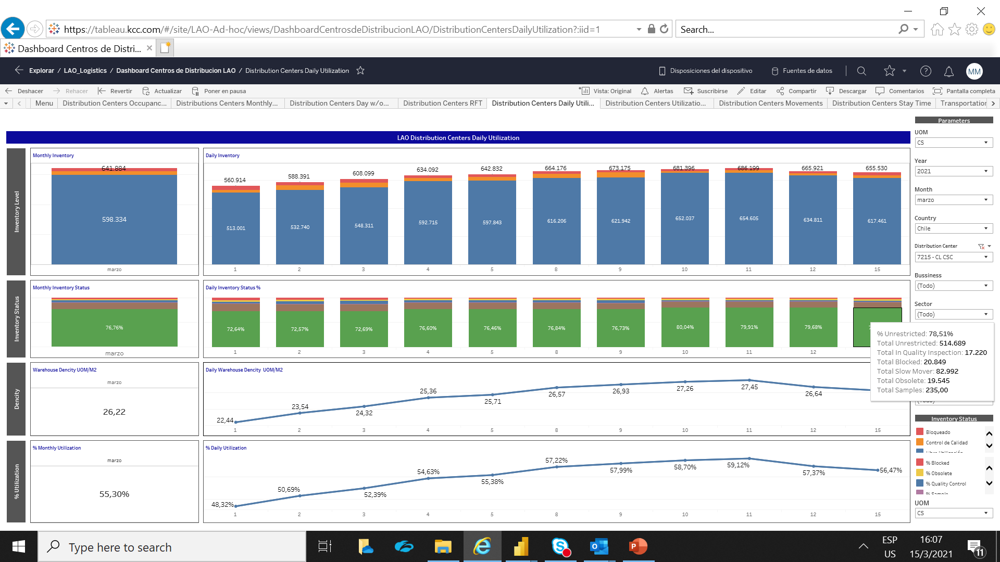 https://tableau.kcc.com/#/site/LAO-Ad-hoc/views/DashboardCentrosdeDistribucionLAO/DistributionCentersDailyUtilization?:iid=1
Search...
Dashboard Centros de Distri...
Explorar / LAO_Logistics / Dashboard Centros de Distribucion LAO / Distribution Centers Daily Utilization
Disposiciones del dispositivo
Fuentes de datos
MM
Deshacer
Rehacer
Revertir
Actualizar
Poner en pausa
Vista: Original
Alertas
Suscribirse
Editar
Compartir
Descargar
Comentarios
Pantalla completa
Menu
Distribution Centers Occupanc...
Distributions Centers Monthly...
Distribution Centers Day w/o...
Distribution Centers RFT
Distribution Centers Daily Utili...
Distribution Centers Utilizatio...
Distribution Centers Movements
Distribution Centers Stay Time
Transportation
LAO Distribution Centers Daily Utilization
Inventory Level
Monthly Inventory
641.884
598.334
marzo
Daily Inventory
560.914 588.391 608.099 634.092 642.832 664.176 673.175 681.396 686.199 665.921 655.530
513.001 532.740 548.311 592.715 597.843 616.206 621.942 652.037 654.605 634.811 617.461
1 2 3 4 5 8 9 10 11 12 15
Inventory Status
Monthly Inventory Status
76,76%
marzo
Daily Inventory Status %
72,64% 72,57% 72,69% 76,60% 76,46% 76,84% 76,73% 80,04% 79,91% 79,68%
1 2 3 4 5 8 9 10 11 12
Dencity
Warehouse Dencity UOM/M2
marzo
26,22
Daily Warehouse Dencity UOM/M2
22,44 23,54 24,32 25,36 25,71 26,57 26,93 27,26 27,45 26,64
1 2 3 4 5 8 9 10 11 12 15
% Utilization
% Monthly Utilization
marzo
55,30%
% Daily Utilization
48,32% 50,69% 52,39% 54,63% 55,38% 57,22% 57,99% 58,70% 59,12% 57,37% 56,47%
1 2 3 4 5 8 9 10 11 12 15
Parameters
UOM
CS
Year
2021
Month
marzo
Country
Chile
Distribution Center
7215 - CL CSC
Bussiness
(Todo)
Sector
(Todo)
% Unrestricted: 78,51%
Total Unrestricted: 514.689
Total In Quality Inspection: 17.220
Total Blocked: 20.849
Total Slow Mover: 82.992
Total Obsolete: 19.545
Total Samples: 235,00
(Todo)
Inventory Status
Bloqueado
Control de Calidad
Libre Utilización
% Blocked
% Obsolete
% Quality Control
% Sample
UOM
CS
Type here to search
ESP
US
16:07
15/3/2021
11